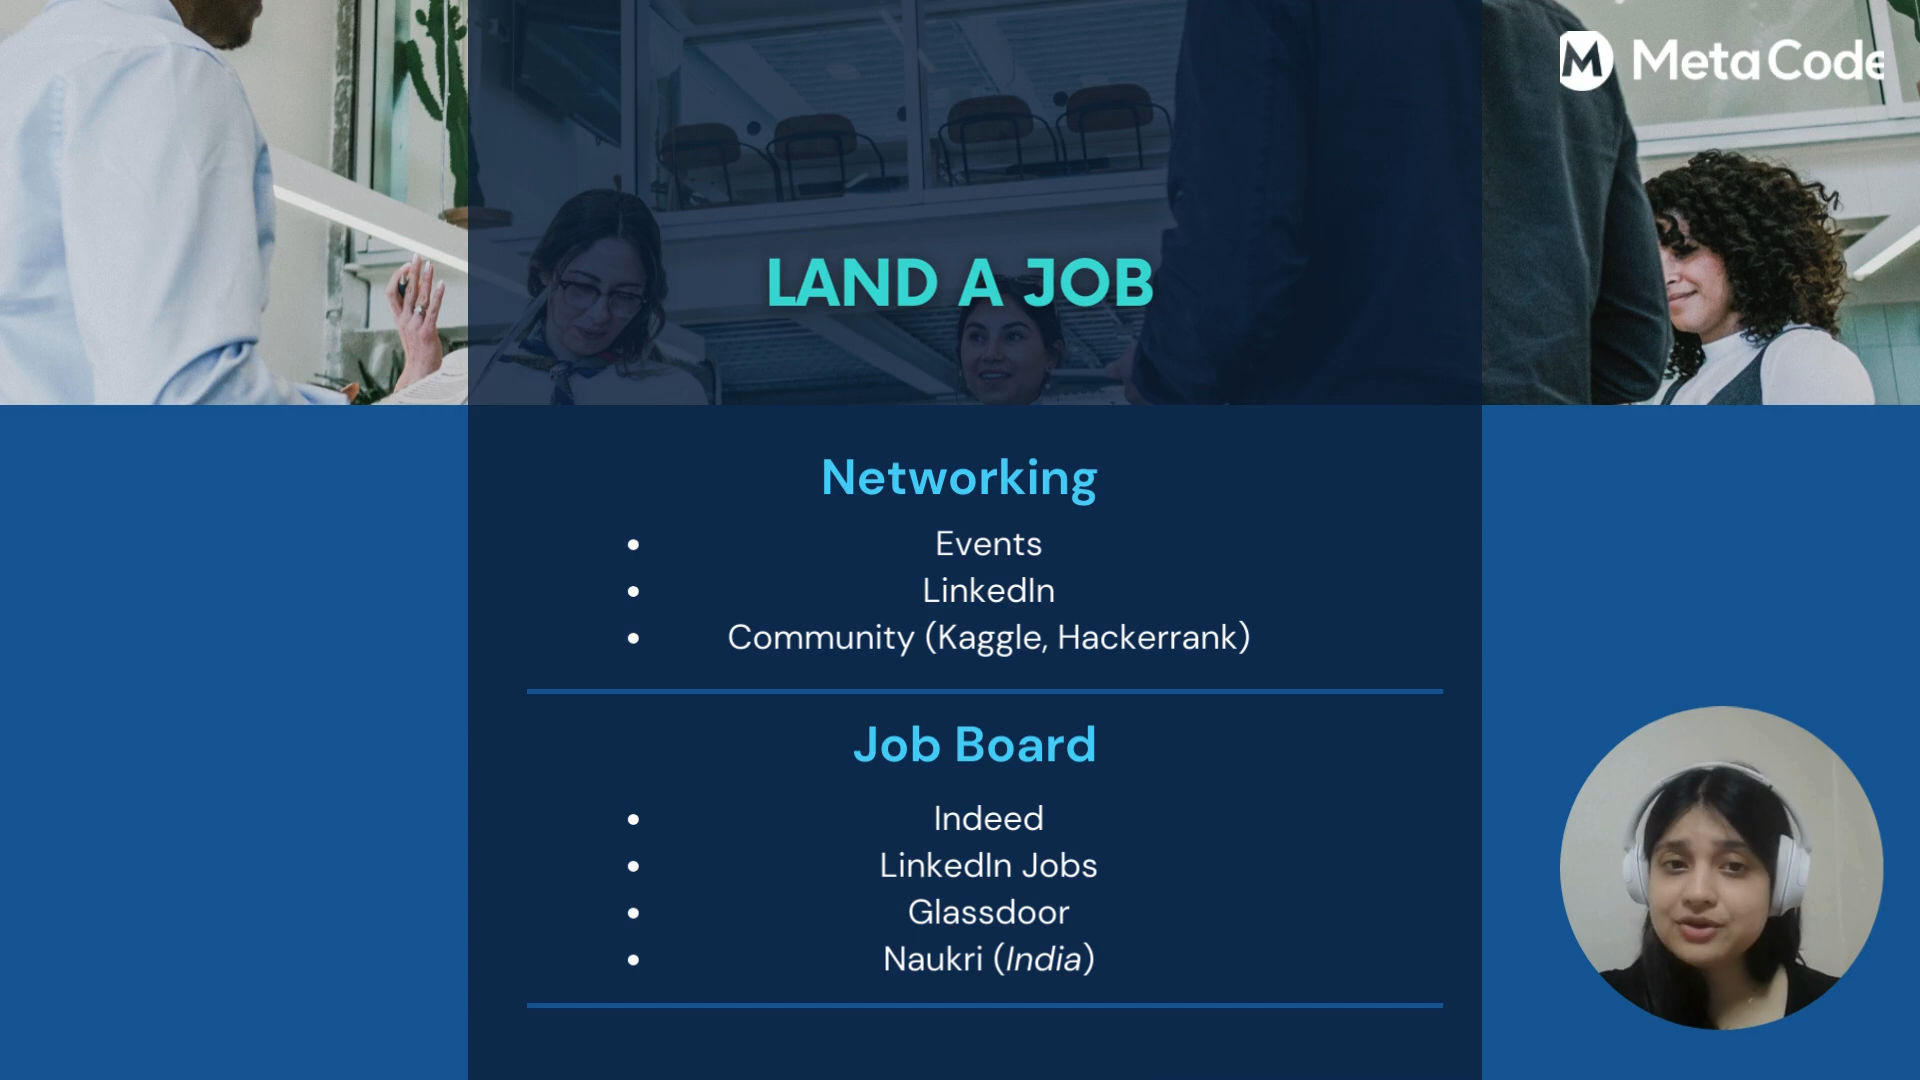 M MetaCode
LAND A JOB
Networking
• Events
• LinkedIn
• Community (Kaggle, Hackerrank)
Job Board
• Indeed
• LinkedIn Jobs
• Glassdoor
• Naukri (India)